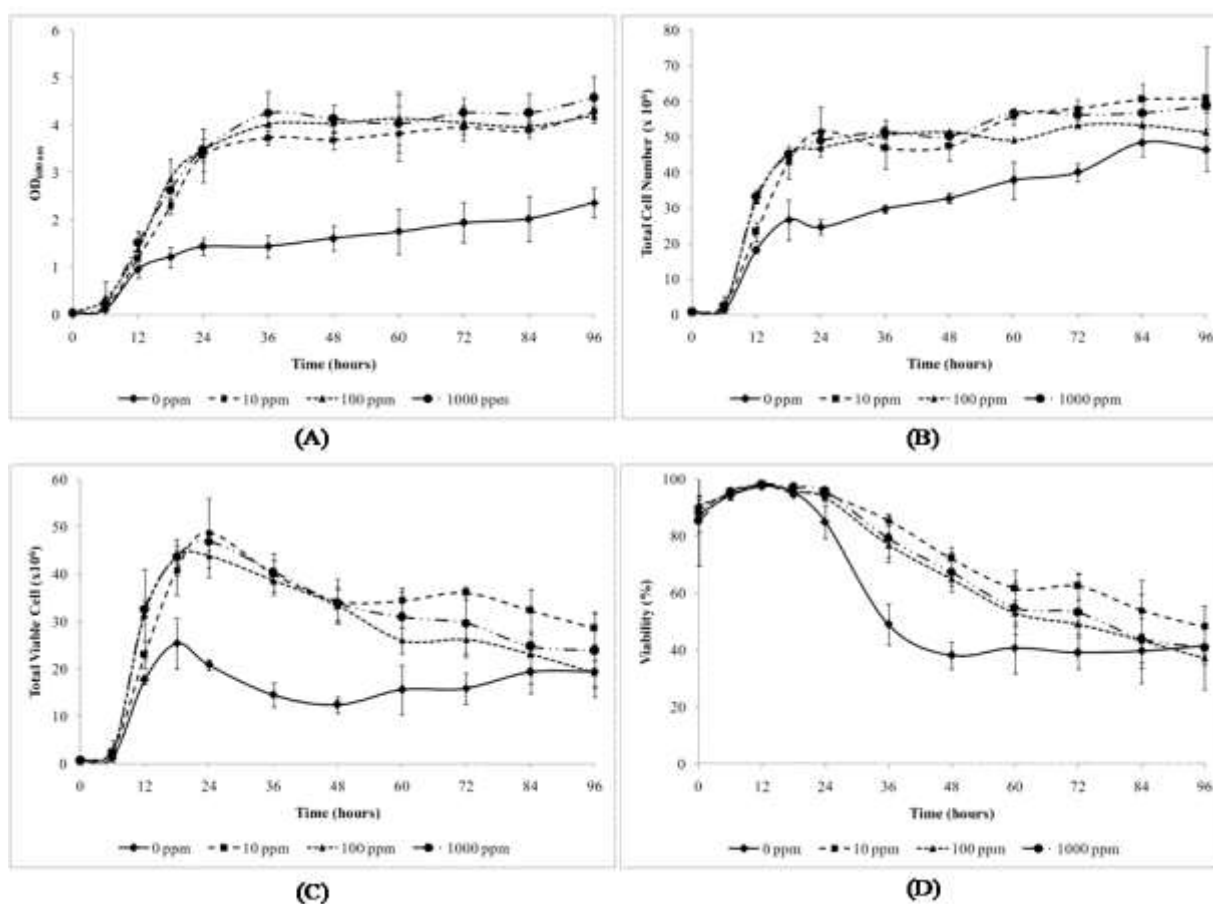 6
5
4
3
2
1
0
OD600 nm
0 12 24 36 48 60 72 84 96
Time (hours)
0 ppm 10 ppm 100 ppm 1000 ppm
(A)
80
70
60
50
40
30
20
10
0
Total Cell Number (x 10⁶)
0 12 24 36 48 60 72 84 96
Time (hours)
0 ppm 10 ppm 100 ppm 1000 ppm
(B)
60
50
40
30
20
10
0
Total Viable Cell (x10⁶)
0 12 24 36 48 60 72 84 96
Time (hours)
0 ppm 10 ppm 100 ppm 1000 ppm
(C)
100
80
60
40
20
0
Viability (%)
0 12 24 36 48 60 72 84 96
Time (hours)
0 ppm 10 ppm 100 ppm 1000 ppm
(D)